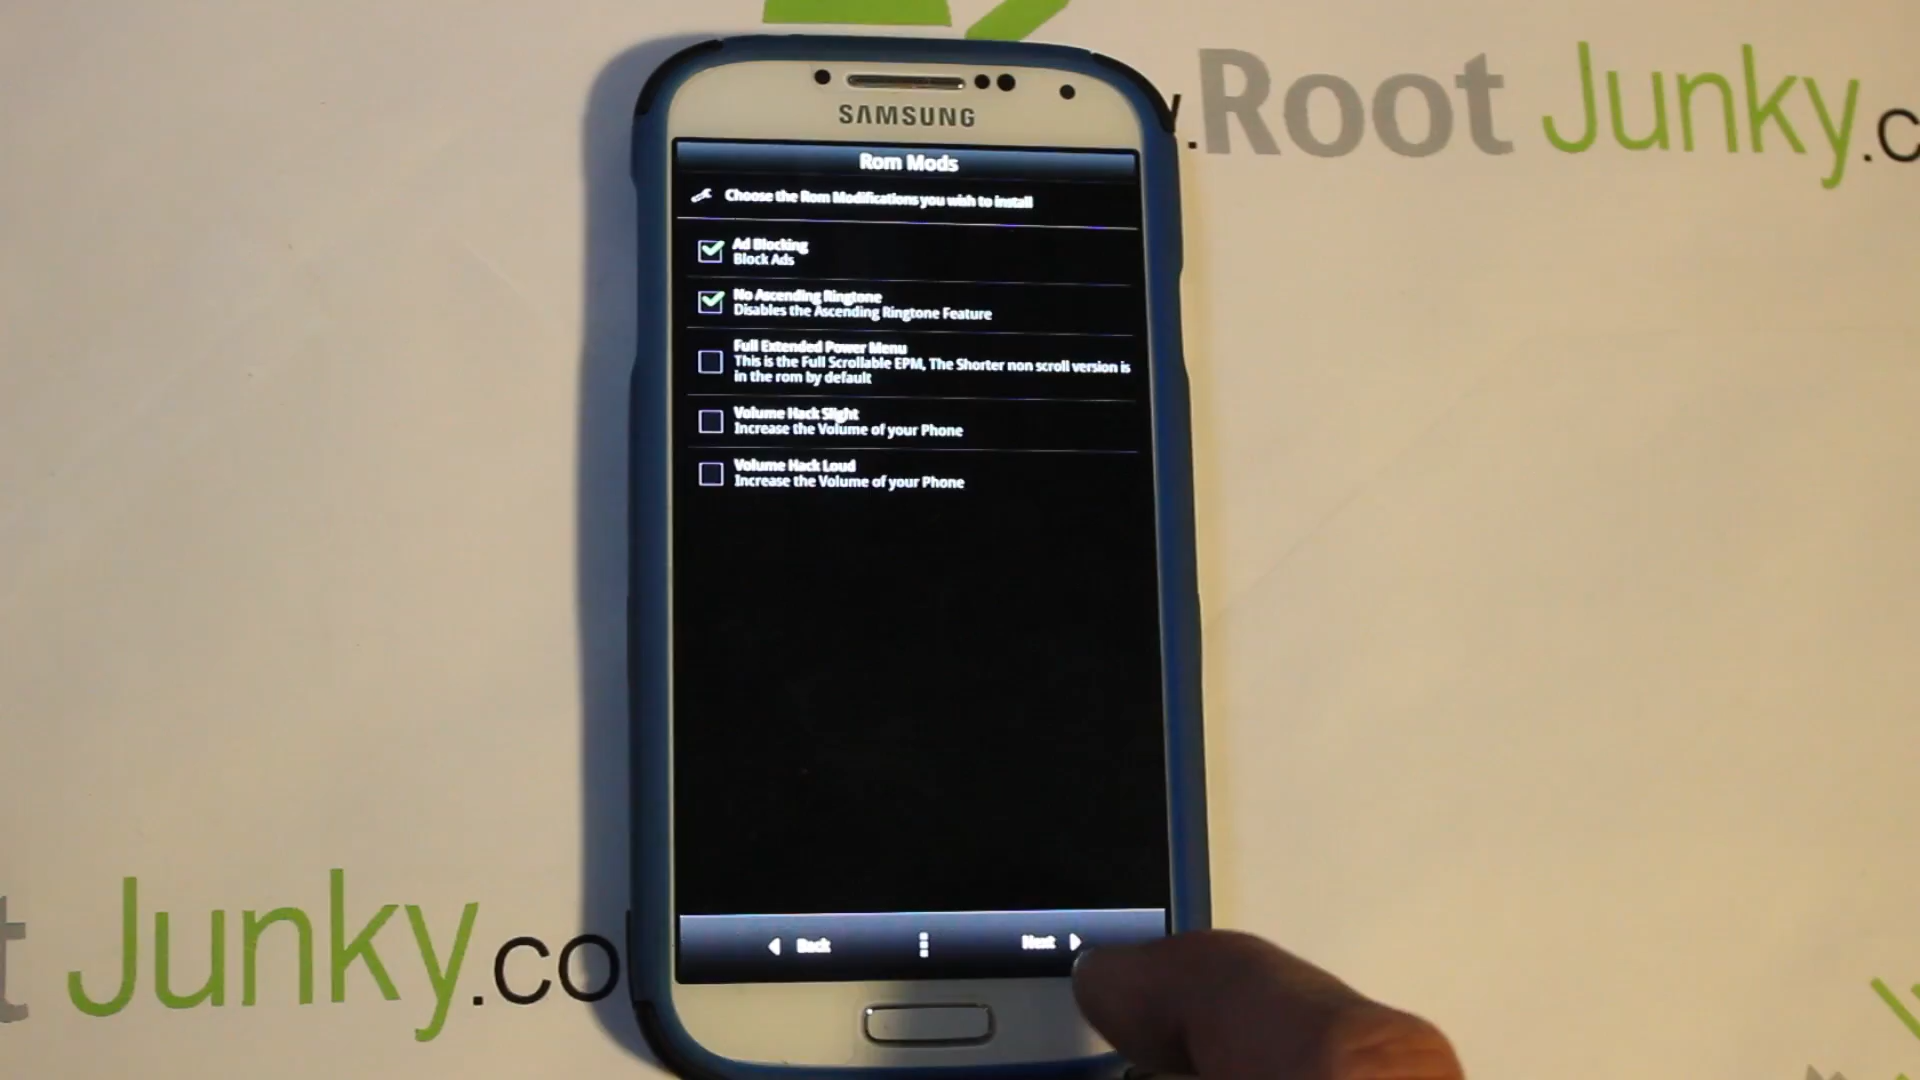 .Root Junky.c
SAMSUNG
Rom Mods
Choose the Rom Modifications you wish to install
Ad Blocking
Block Ads
No Ascending Ringtone
Disables the Ascending Ringtone Feature
Full Extended Power Menu
This is the Full Scrollable EPM, The Shorter non scroll version is
in the rom by default
Volume Hack Slight
Increase the Volume of your Phone
Volume Hack Loud
Increase the Volume of your Phone
Back
Next
t Junky.co